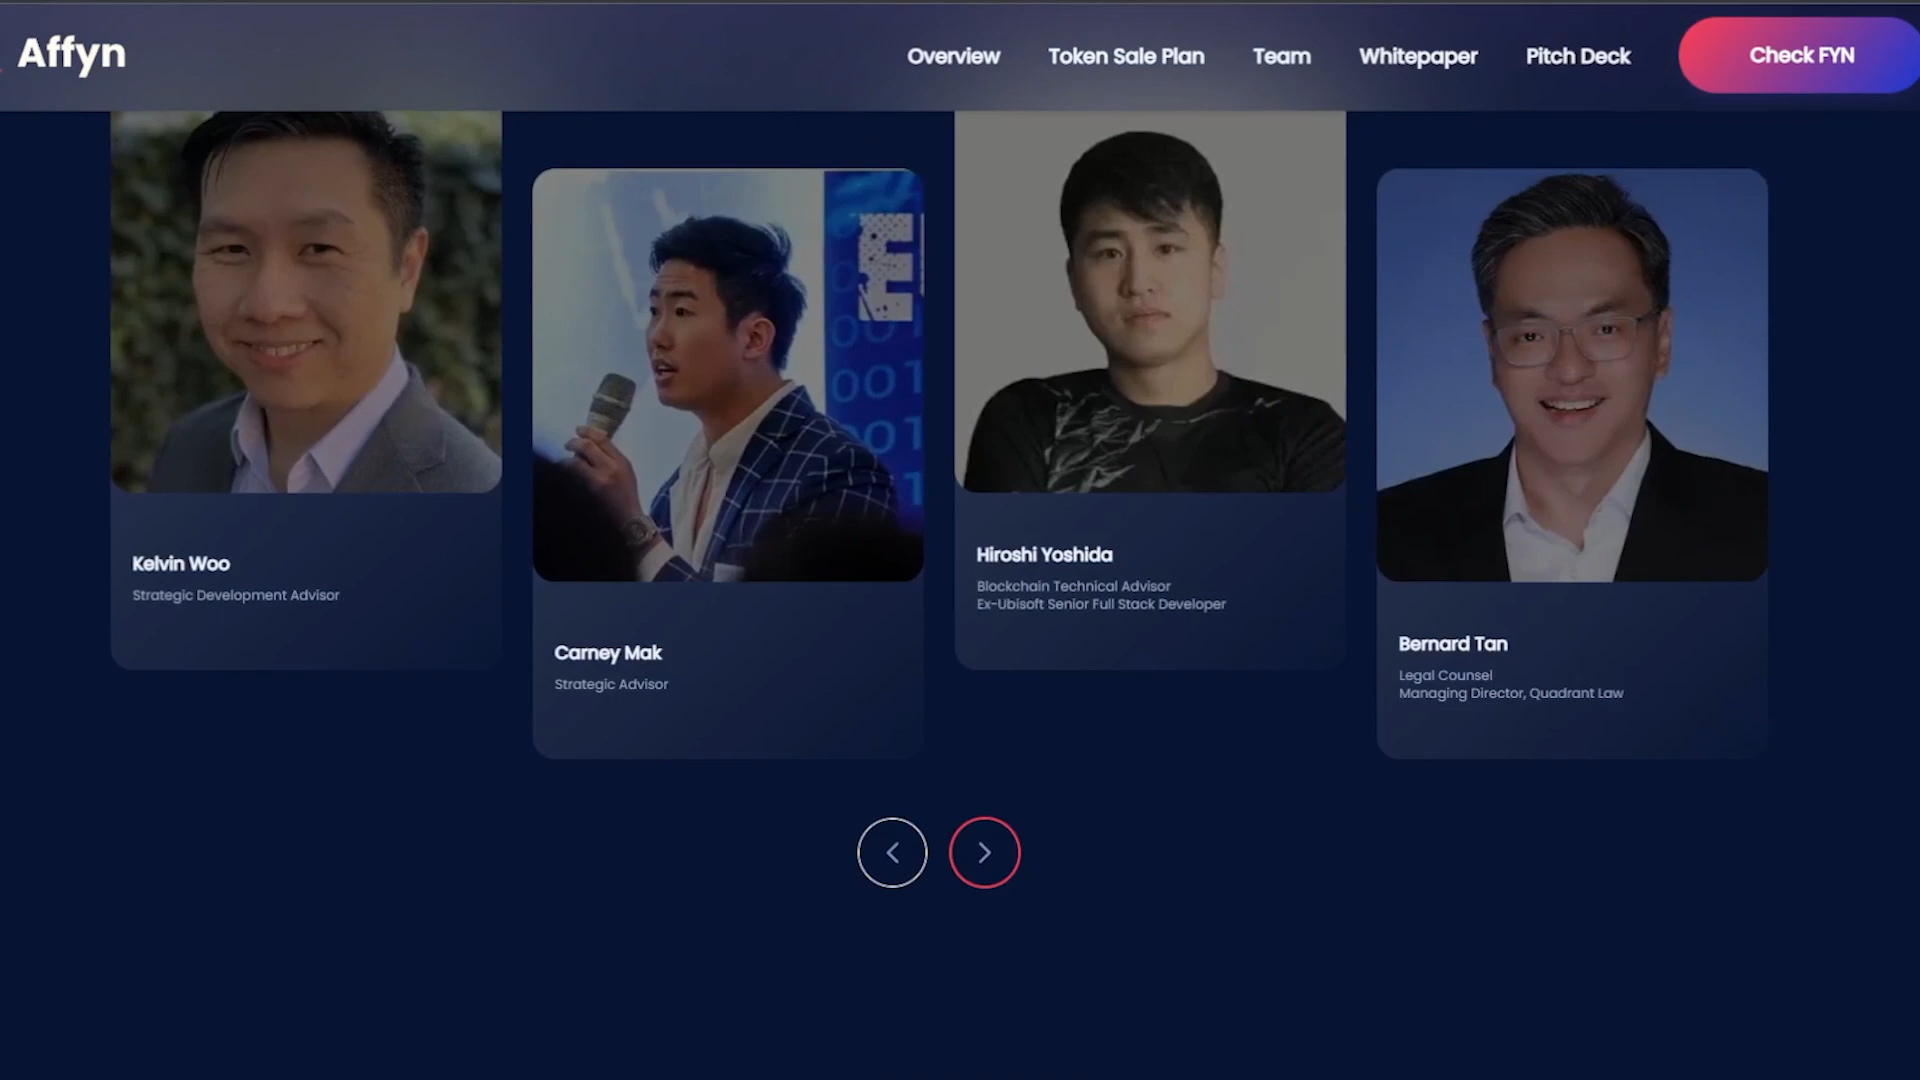 Affyn
Overview
Token Sale Plan
Team
Whitepaper
Pitch Deck
Check FYN
Kelvin Woo
Strategic Development Advisor
Carney Mak
Strategic Advisor
Hiroshi Yoshida
Blockchain Technical Advisor
Ex-Ubisoft Senior Full Stack Developer
Bernard Tan
Legal Counsel
Managing Director, Quadrant Law